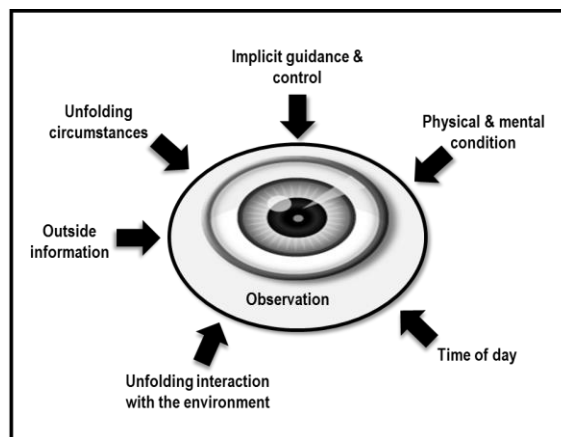 Implicit guidance &
control
Unfolding
circumstances
Physical & mental
condition
Outside
information
Observation
Time of day
Unfolding interaction
with the environment